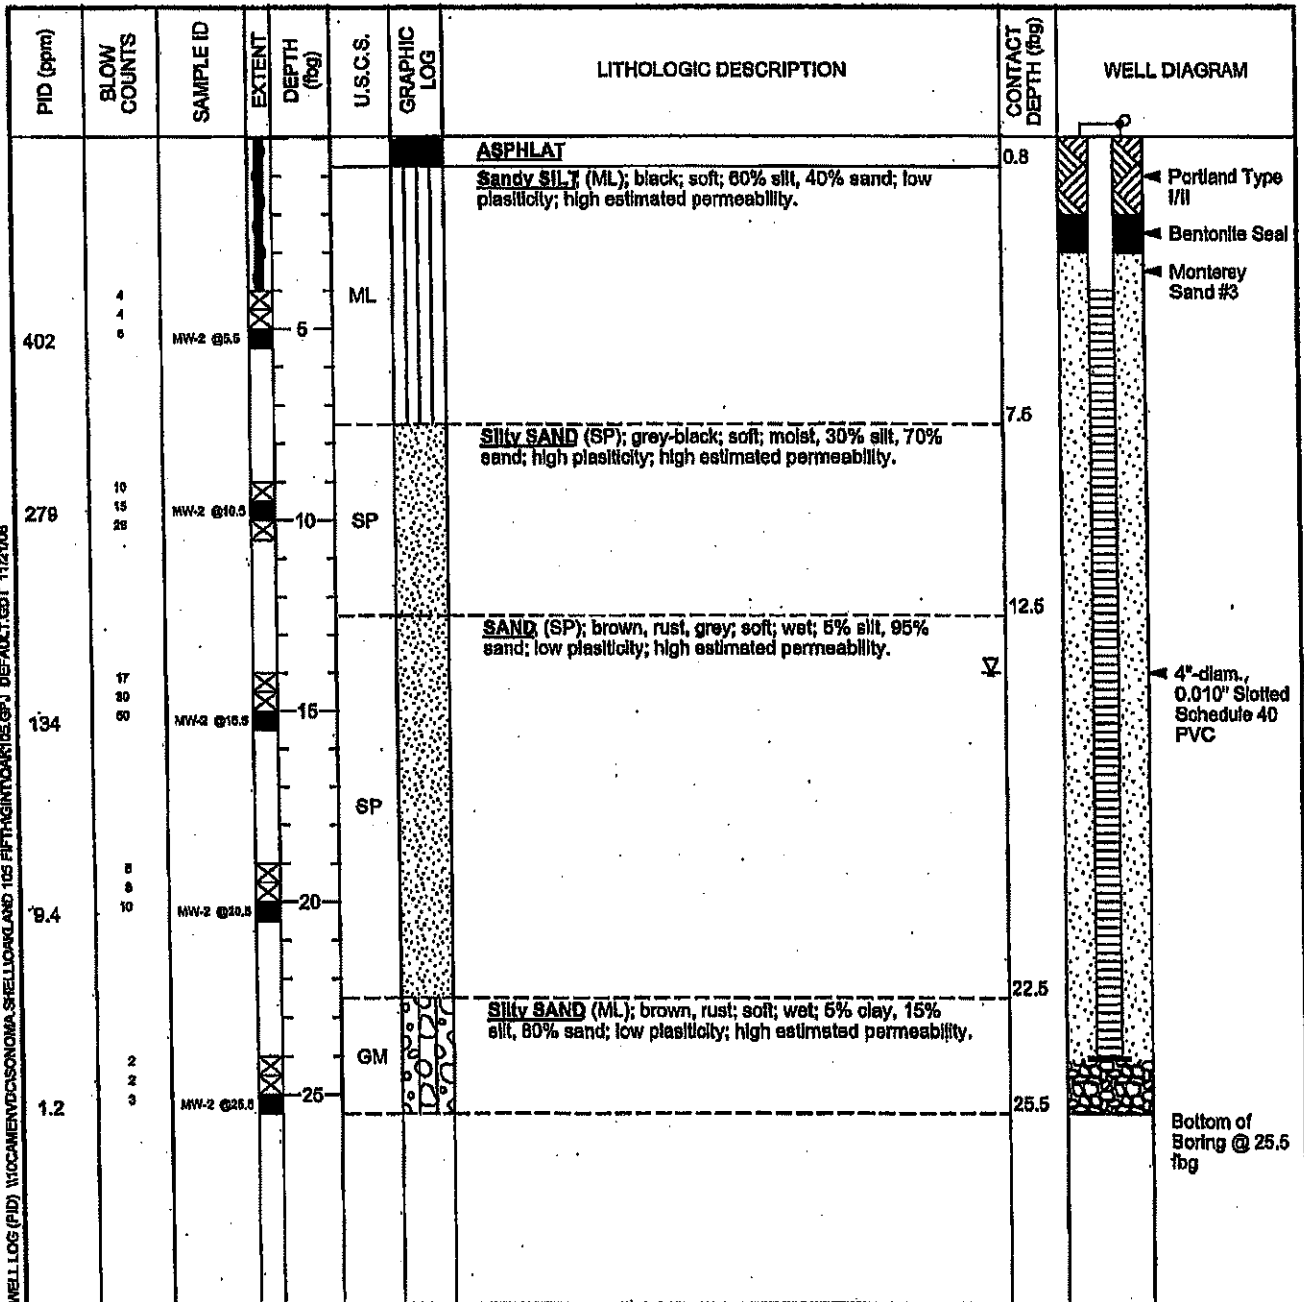 PID (ppm)
BLOW
COUNTS
SAMPLE ID
EXTENT
DEPTH
(fbg)
U.S.C.S.
GRAPHIC
LOG
LITHOLOGIC DESCRIPTION
CONTACT
DEPTH (fbg)
WELL DIAGRAM
ASPHLAT
0.8
Sandy SILT (ML); black; soft; 60% silt, 40% sand; low
plasiticity; high estimated permeability.
Portland Type
I/II
Bentonite Seal
Monterey
Sand #3
ML
4
4
6
402
MW-2 @5.5
5
7.5
Silty SAND (SP); grey-black; soft; moist, 30% silt, 70%
sand; high plasiticity; high estimated permeability.
10
15
28
279
MW-2 @10.5
10
SP
12.5
SAND (SP); brown, rust, grey; soft; wet; 5% silt, 95%
sand; low plasiticity; high estimated permeability.
17
50
134
MW-2 @15.5
15
4"-diam.,
0.010" Slotted
Schedule 40
PVC
SP
8
10
9.4
MW-2 @20.5
20
22.5
Silty SAND (ML); brown, rust; soft; wet; 5% clay, 15%
silt, 80% sand; low plasiticity; high estimated permeability.
GM
2
2
3
1.2
MW-2 @25.5
25
25.5
Bottom of
Boring @ 25.5
fbg
WELL LOG (PID)
DEFAULT.GDT